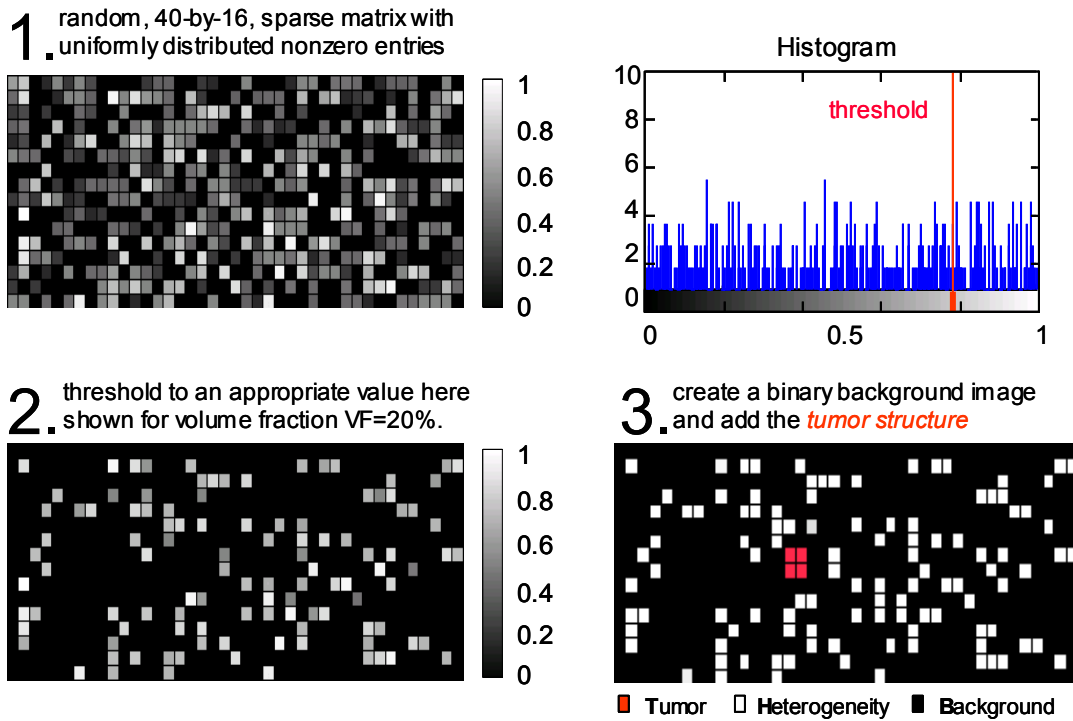 1. random, 40-by-16, sparse matrix with
uniformly distributed nonzero entries
1
0.8
0.6
0.4
0.2
0
Histogram
10
8
6
4
2
0
threshold
0
0.5
1
2. threshold to an appropriate value here
shown for volume fraction VF=20%.
1
0.8
0.6
0.4
0.2
0
3. create a binary background image
and add the tumor structure
Tumor Heterogeneity Background